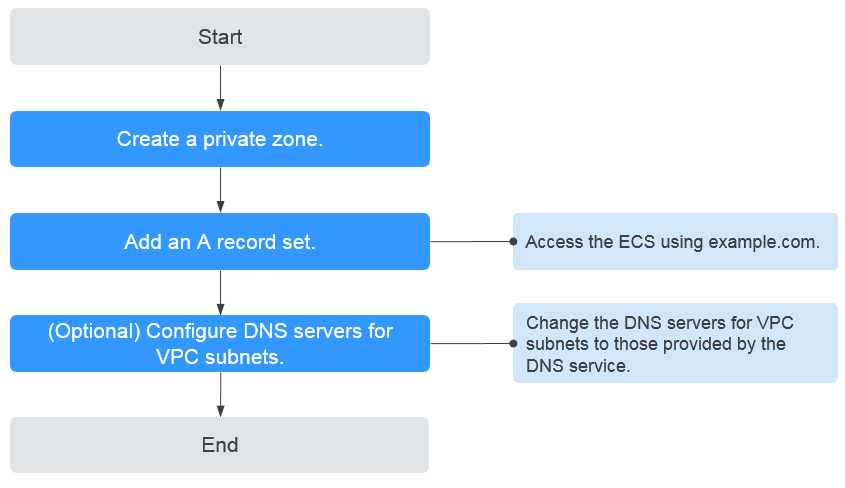 Start
Create a private zone.
Add an A record set.
Access the ECS using example.com.
(Optional) Configure DNS servers for
VPC subnets.
Change the DNS servers for VPC
subnets to those provided by the
DNS service.
End